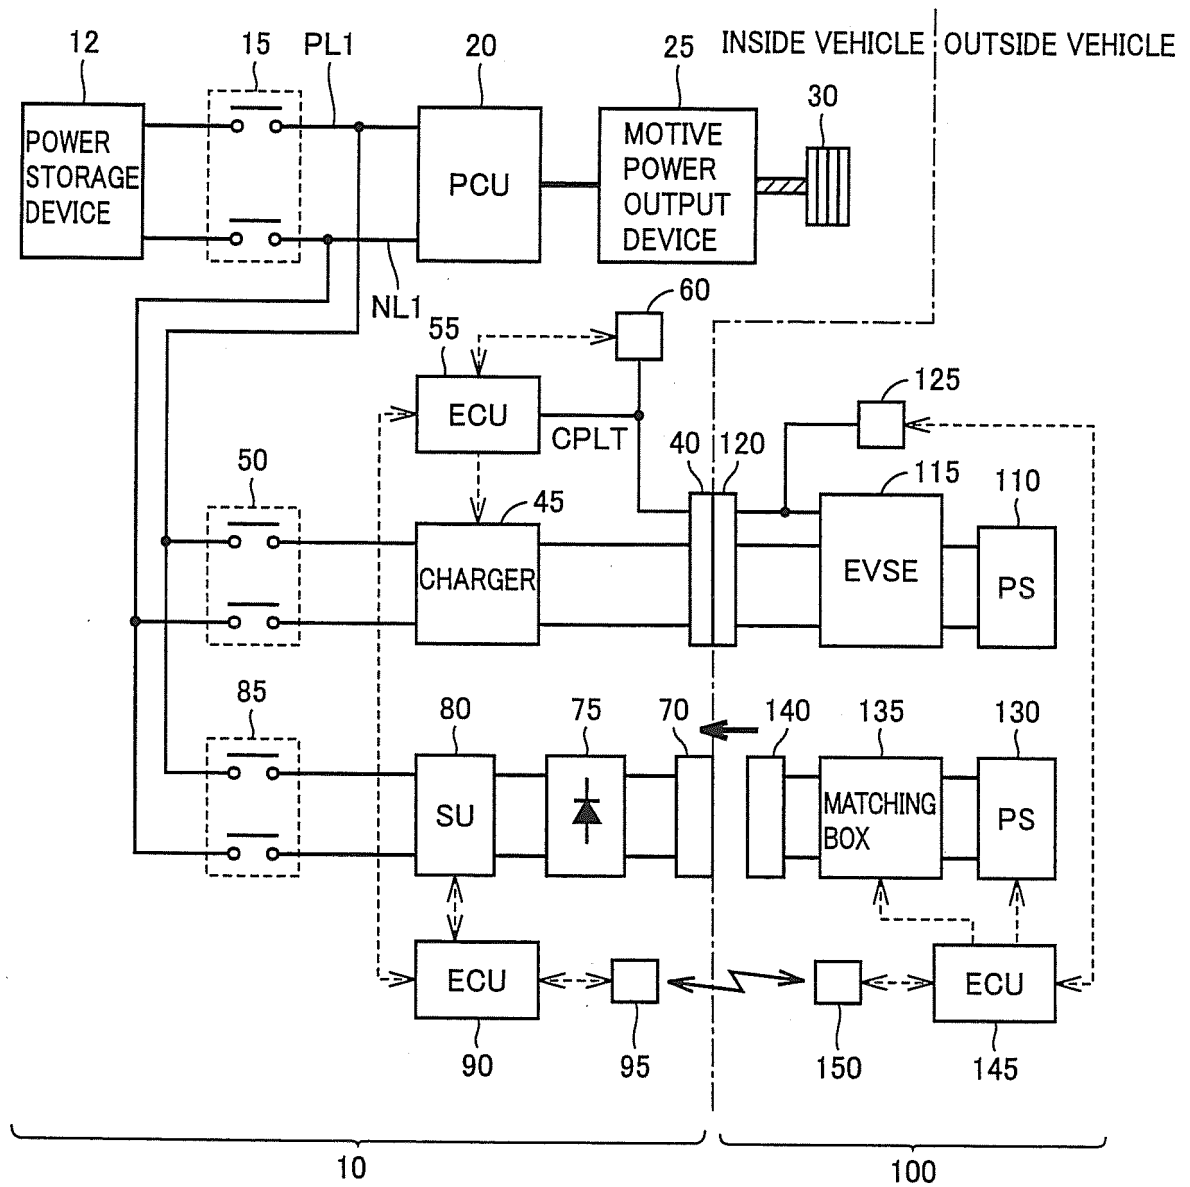 12
15
PL1
20
25
INSIDE VEHICLE
OUTSIDE VEHICLE
30
POWER
STORAGE
DEVICE
PCU
MOTIVE
POWER
OUTPUT
DEVICE
NL1
60
55
ECU
CPLT
125
40
120
115
110
50
45
CHARGER
EVSE
PS
85
80
75
70
140
135
130
SU
MATCHING
BOX
PS
ECU
ECU
90
95
150
145
10
100